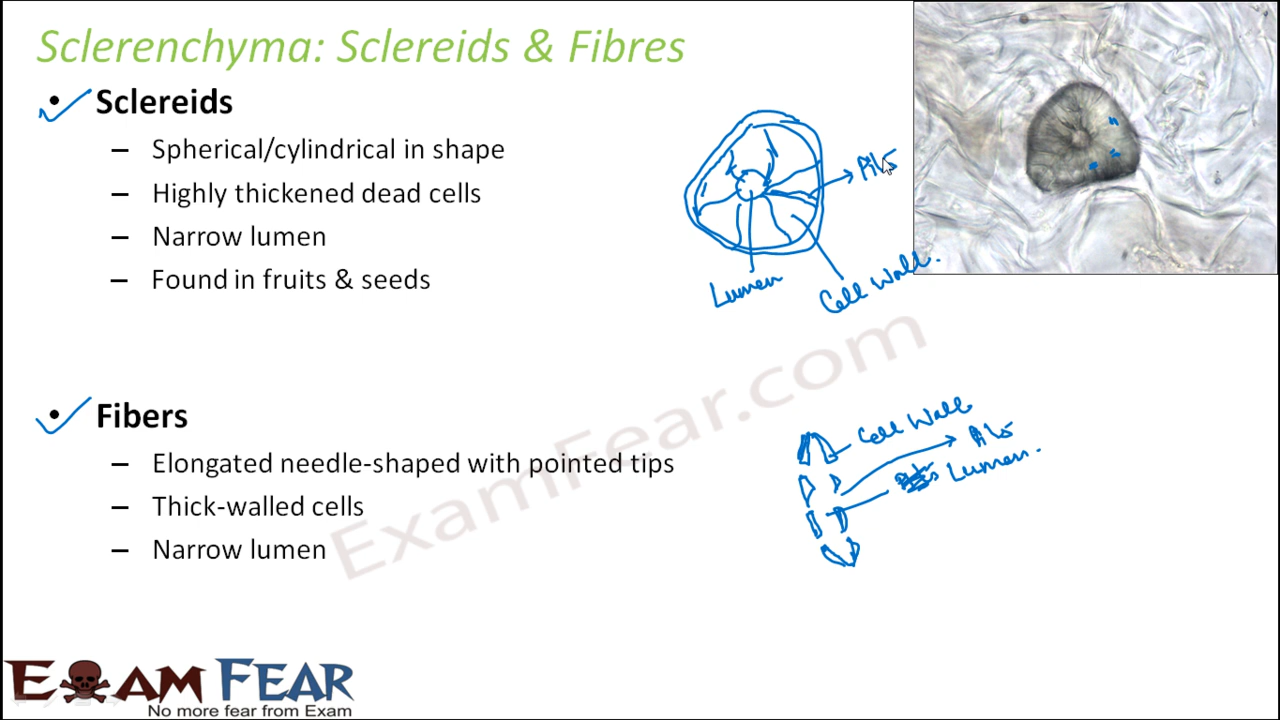 Sclerenchyma: Sclereids & Fibres
• Sclereids
– Spherical/cylindrical in shape
– Highly thickened dead cells
– Narrow lumen
– Found in fruits & seeds
Pits
Lumen
Cell Wall.
• Fibers
– Elongated needle-shaped with pointed tips
– Thick-walled cells
– Narrow lumen
Cell Wall
Pits
Lumen.
ExamFear.com
EXAM FEAR
No more fear from Exam